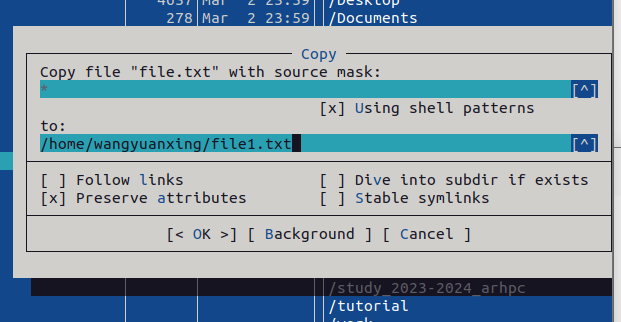 4037 Mar 2 23:59 /Desktop
278 Mar 2 23:59 /Documents
Copy
Copy file "file.txt" with source mask:
* [^]
[x] Using shell patterns
to:
/home/wangyuanxing/file1.txt [^]
[ ] Follow links [ ] Dive into subdir if exists
[x] Preserve attributes [ ] Stable symlinks
[< OK >] [ Background ] [ Cancel ]
/study_2023-2024_arhpc
/tutorial
/work